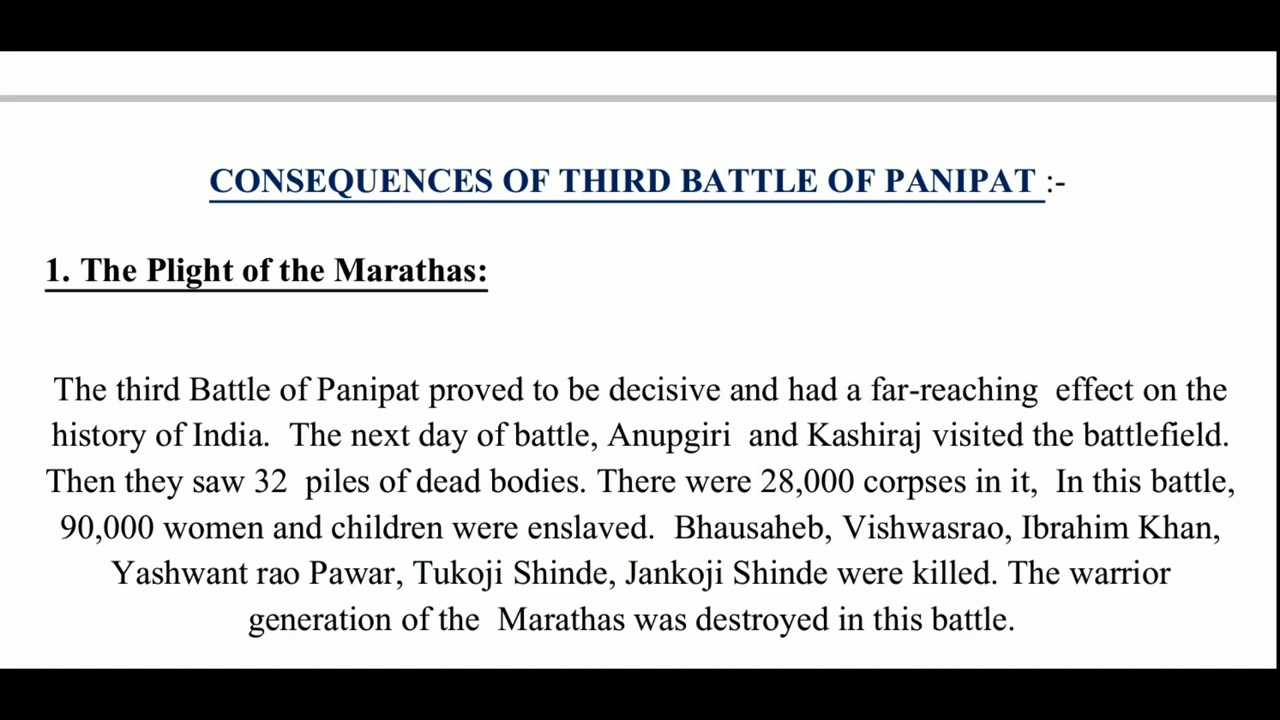 CONSEQUENCES OF THIRD BATTLE OF PANIPAT :-
1. The Plight of the Marathas:
The third Battle of Panipat proved to be decisive and had a far-reaching effect on the
history of India. The next day of battle, Anupgiri and Kashiraj visited the battlefield.
Then they saw 32 piles of dead bodies. There were 28,000 corpses in it, In this battle,
90,000 women and children were enslaved. Bhausaheb, Vishwasrao, Ibrahim Khan,
Yashwant rao Pawar, Tukoji Shinde, Jankoji Shinde were killed. The warrior
generation of the Marathas was destroyed in this battle.